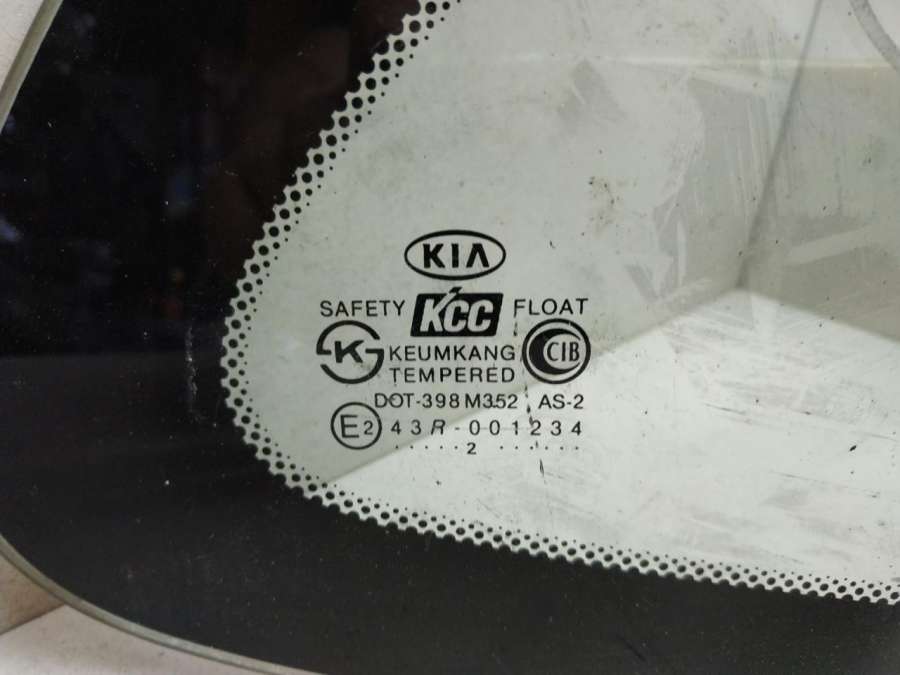 KIA
SAFETY KCC FLOAT
K KEUMKANG CIB
TEMPERED
DOT-398 M352 AS-2
E2 43R-001234
.....2......